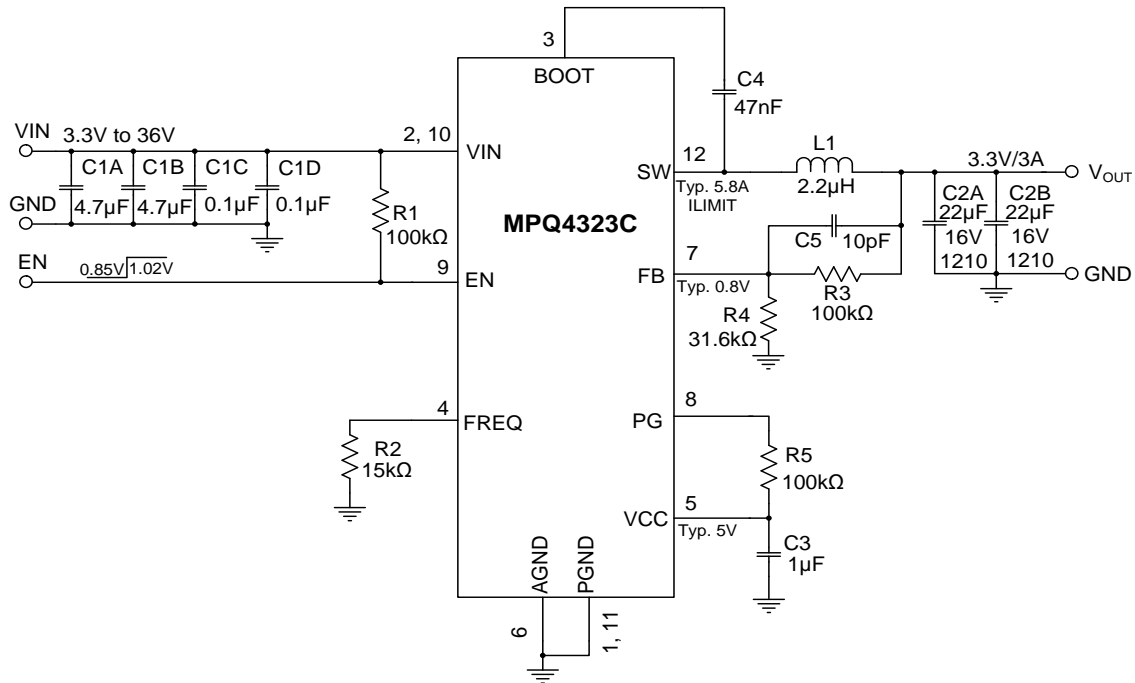 3
BOOT
C4
47nF
VIN
3.3V to 36V
2, 10
VIN
C1A
C1B
C1C
C1D
4.7µF
4.7µF
0.1µF
0.1µF
GND
R1
100kΩ
EN
0.85V
1.02V
9
EN
MPQ4323C
12
SW
Typ. 5.8A
ILIMIT
L1
2.2µH
3.3V/3A
VOUT
C2A
22µF
16V
1210
C2B
22µF
16V
1210
GND
C5
10pF
7
FB
Typ. 0.8V
R3
100kΩ
R4
31.6kΩ
4
FREQ
R2
15kΩ
8
PG
R5
100kΩ
5
VCC
Typ. 5V
C3
1µF
AGND
PGND
6
1, 11